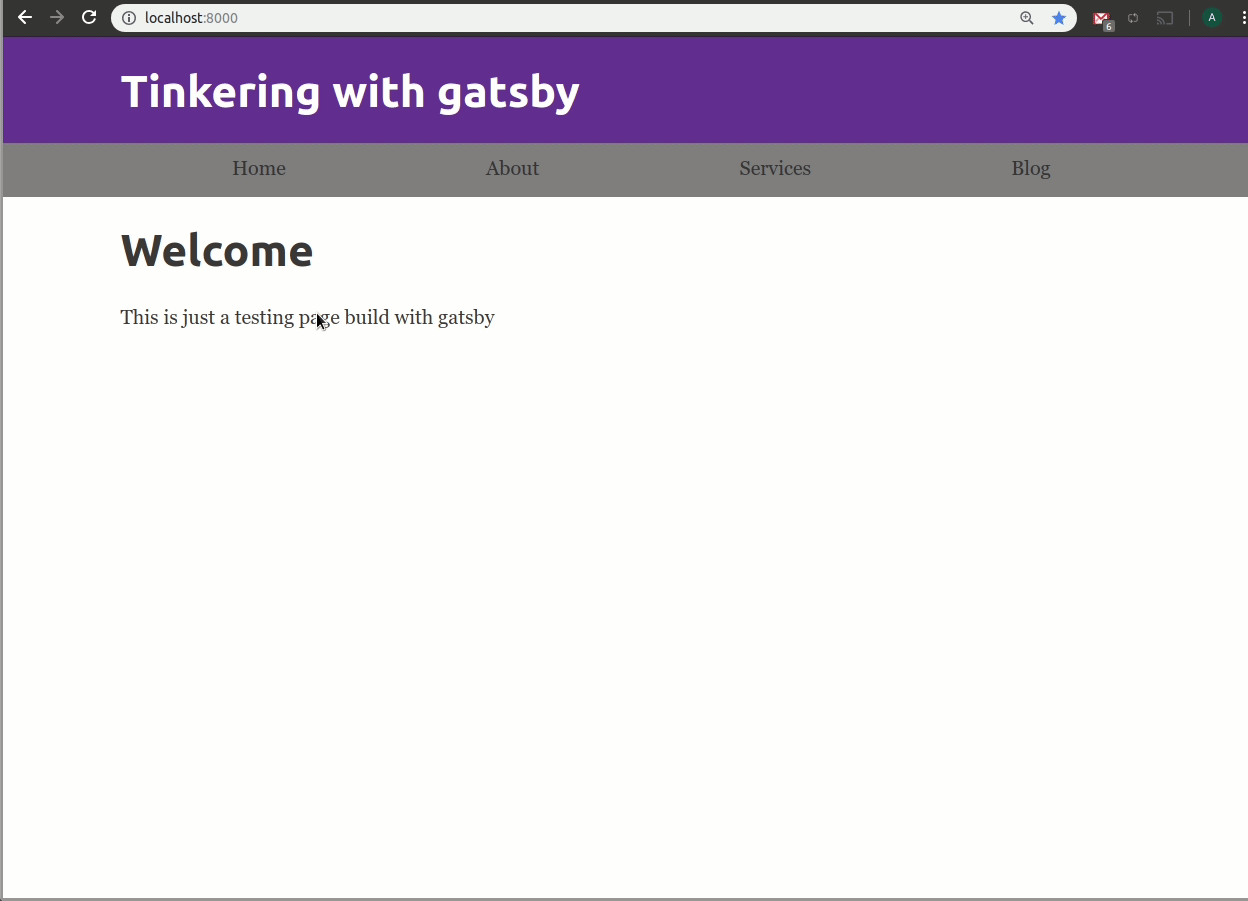 localhost:8000
6
A
Tinkering with gatsby
Home About Services Blog
Welcome
This is just a testing page build with gatsby